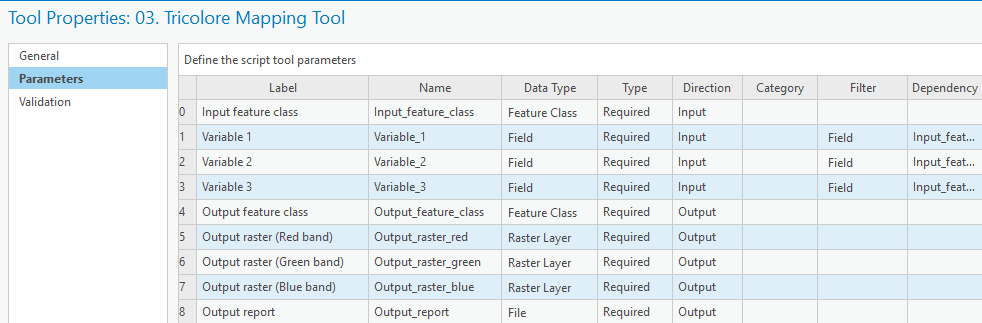 Tool Properties: 03. Tricolore Mapping Tool
General
Parameters
Validation
Define the script tool parameters
Label Name Data Type Type Direction Category Filter Dependency
0 Input feature class Input_feature_class Feature Class Required Input
1 Variable 1 Variable_1 Field Required Input Field Input_feat...
2 Variable 2 Variable_2 Field Required Input Field Input_feat...
3 Variable 3 Variable_3 Field Required Input Field Input_feat...
4 Output feature class Output_feature_class Feature Class Required Output
5 Output raster (Red band) Output_raster_red Raster Layer Required Output
6 Output raster (Green band) Output_raster_green Raster Layer Required Output
7 Output raster (Blue band) Output_raster_blue Raster Layer Required Output
8 Output report Output_report File Required Output